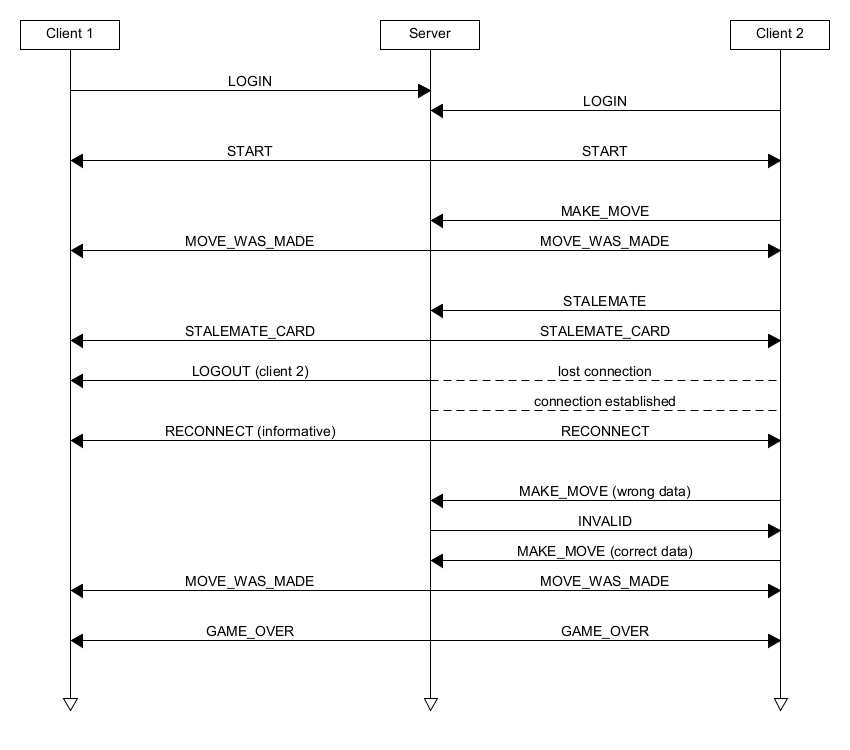 Client 1
Server
Client 2
LOGIN
LOGIN
START
START
MAKE_MOVE
MOVE_WAS_MADE
MOVE_WAS_MADE
STALEMATE
STALEMATE_CARD
STALEMATE_CARD
LOGOUT (client 2)
lost connection
connection established
RECONNECT (informative)
RECONNECT
MAKE_MOVE (wrong data)
INVALID
MAKE_MOVE (correct data)
MOVE_WAS_MADE
MOVE_WAS_MADE
GAME_OVER
GAME_OVER